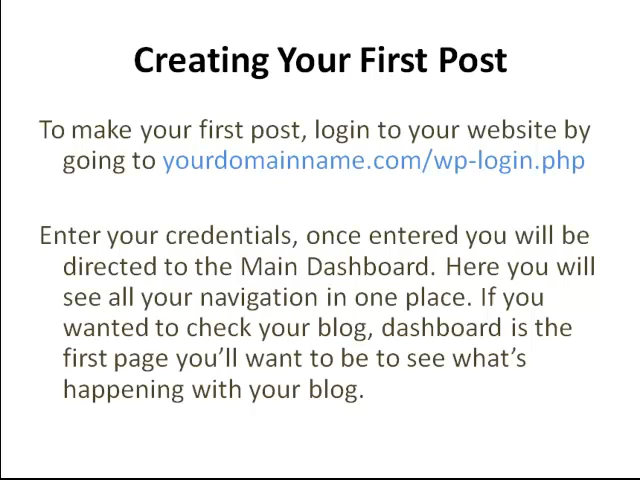 Creating Your First Post
To make your first post, login to your website by
going to yourdomainname.com/wp-login.php
Enter your credentials, once entered you will be
directed to the Main Dashboard. Here you will
see all your navigation in one place. If you
wanted to check your blog, dashboard is the
first page you’ll want to be to see what’s
happening with your blog.